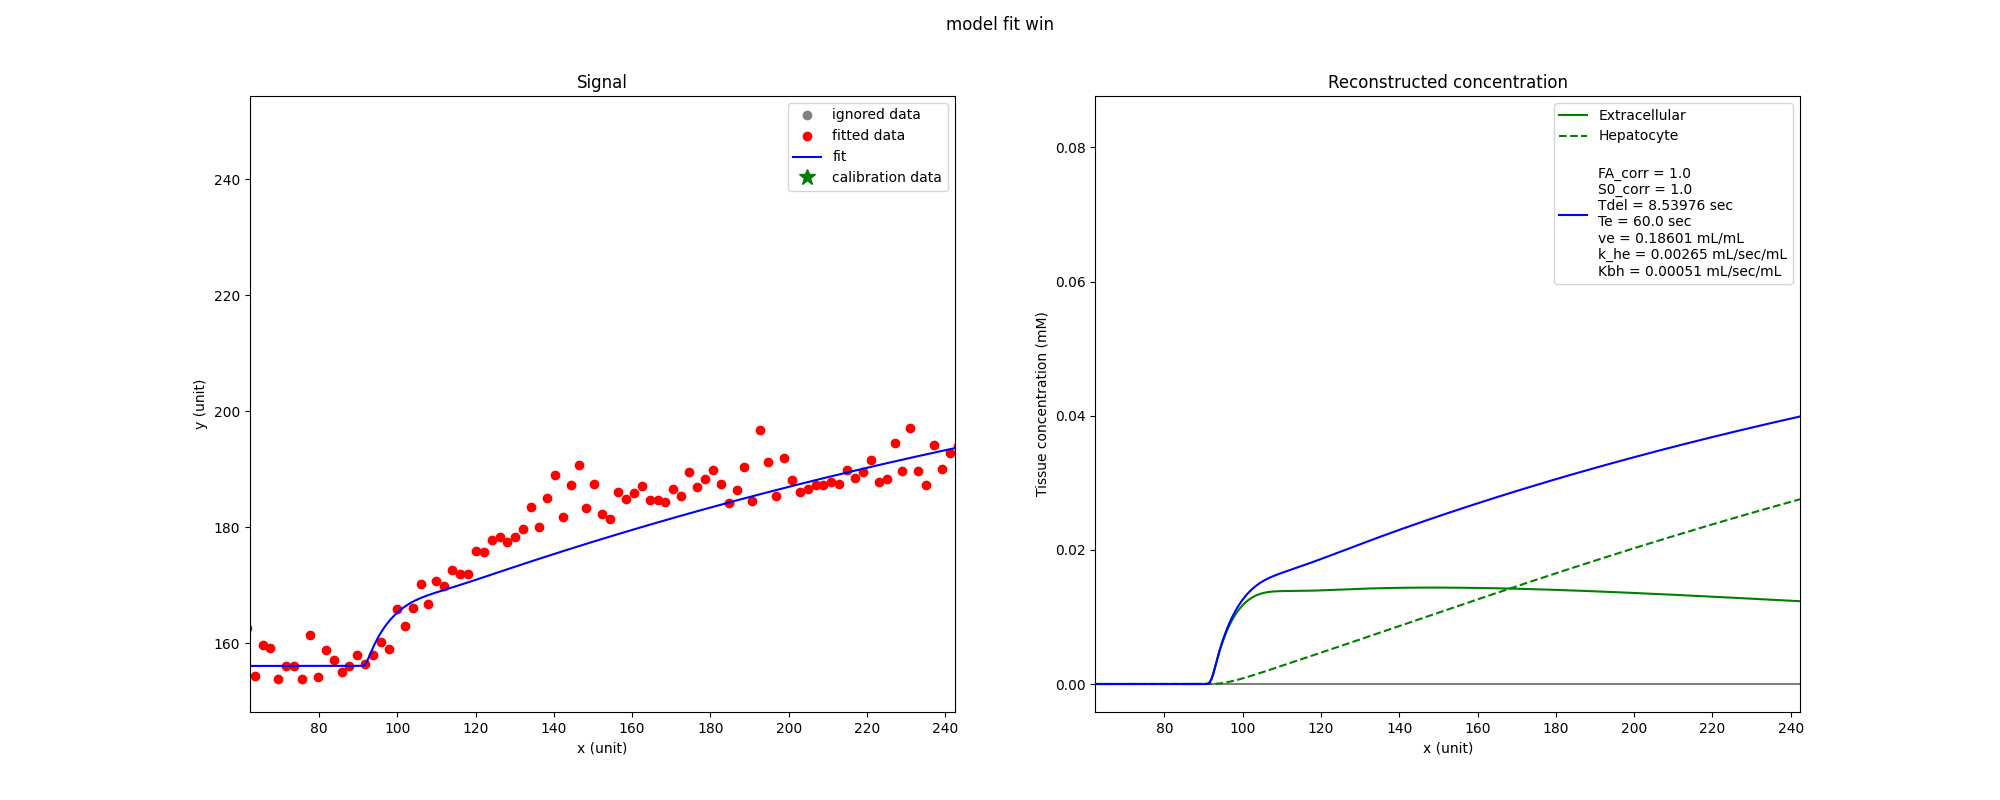 model fit win
Signal
ignored data
fitted data
fit
calibration data
240
220
200
180
160
y (unit)
80 100 120 140 160 180 200 220 240
x (unit)
Reconstructed concentration
Extracellular
Hepatocyte
FA_corr = 1.0
S0_corr = 1.0
Tdel = 8.53976 sec
Te = 60.0 sec
ve = 0.18601 mL/mL
k_he = 0.00265 mL/sec/mL
Kbh = 0.00051 mL/sec/mL
0.08
0.06
0.04
0.02
0.00
Tissue concentration (mM)
80 100 120 140 160 180 200 220 240
x (unit)